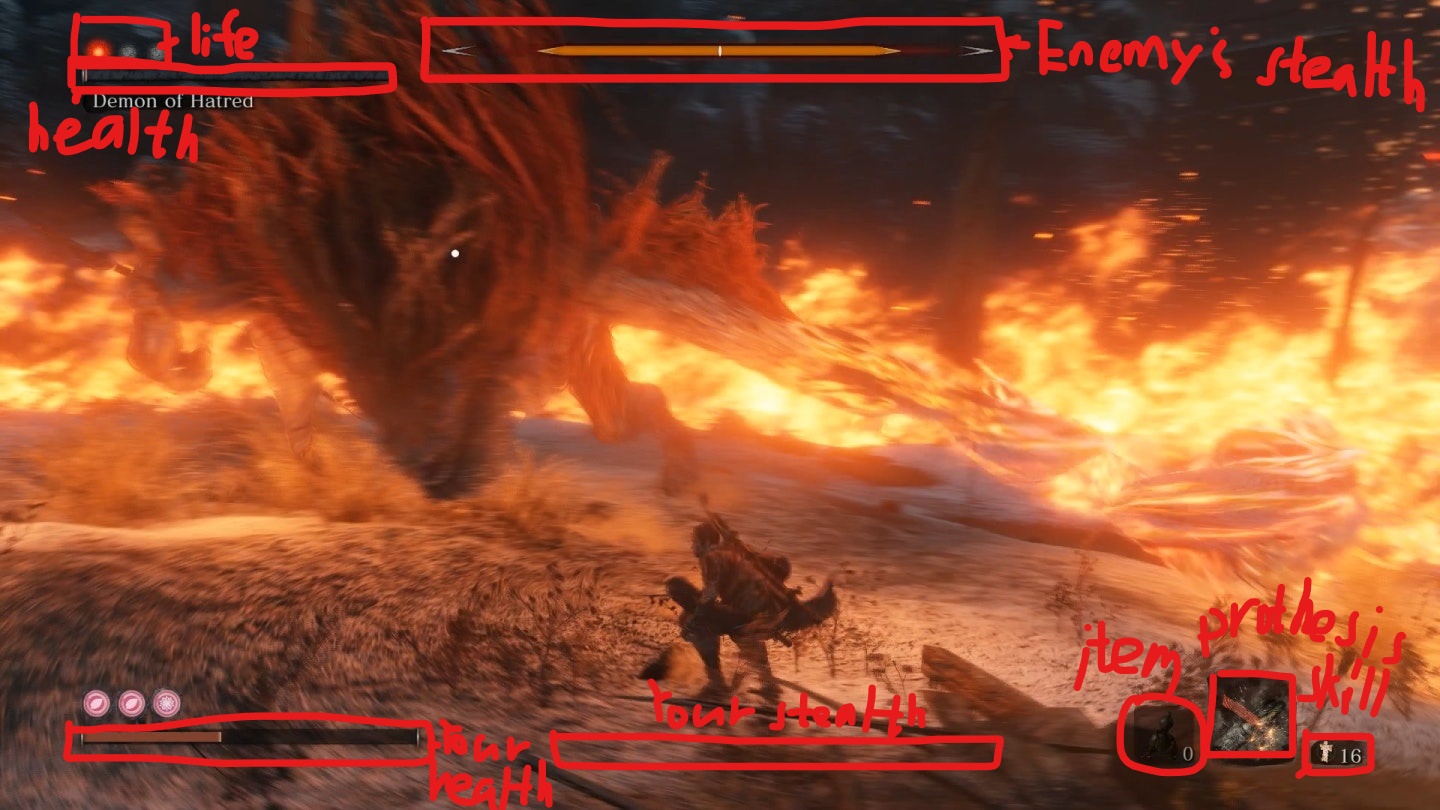 life
Enemy's stealth
Demon of Hatred
health
item
prothesis
skill
Your stealth
Your
health
0
16